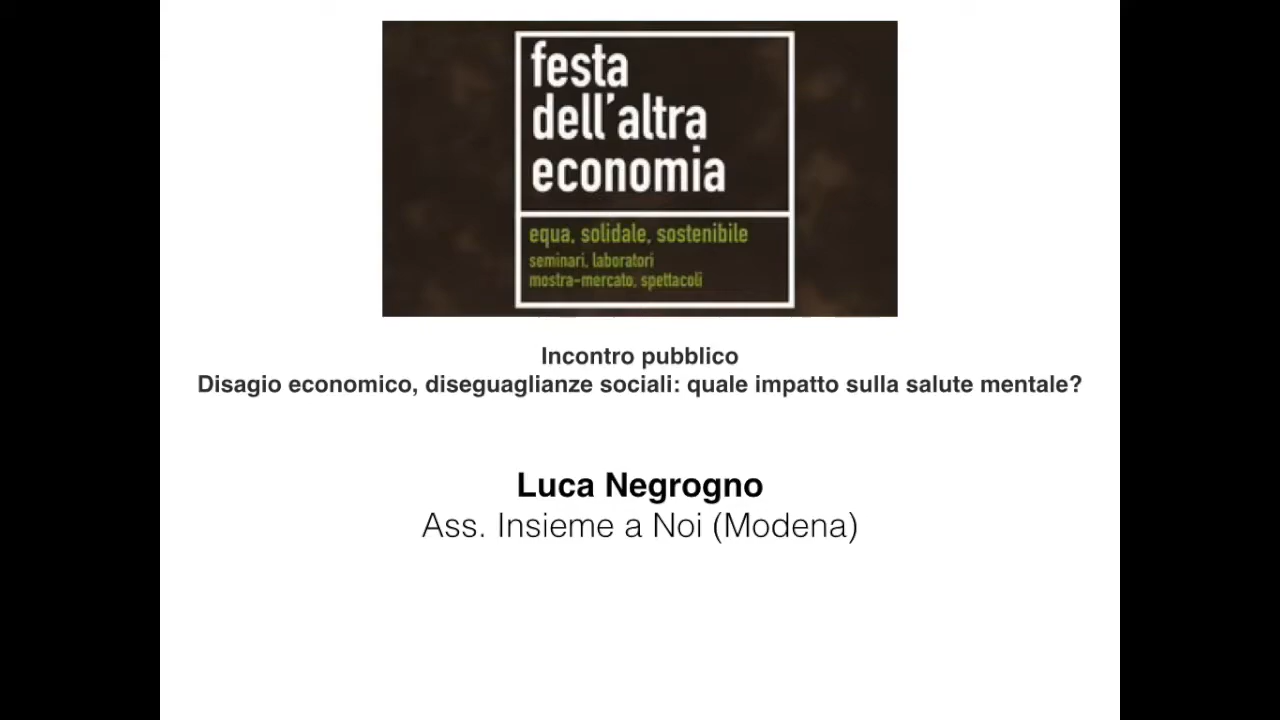 festa
dell'altra
economia
equa, solidale, sostenibile
seminari, laboratori
mostra-mercato, spettacoli
Incontro pubblico
Disagio economico, diseguaglianze sociali: quale impatto sulla salute mentale?
Luca Negrogno
Ass. Insieme a Noi (Modena)